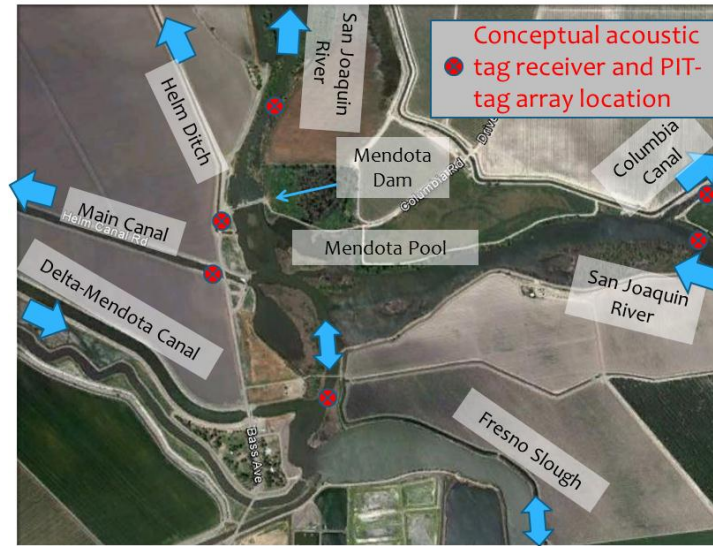 Conceptual acoustic
tag receiver and PIT-
tag array location
San Joaquin
River
Helm Ditch
Mendota
Dam
Columbia Rd
Drive
Columbia
Canal
Main Canal
Helm Canal Rd
Mendota Pool
Delta-Mendota Canal
San Joaquin
River
Bass Ave
Fresno Slough